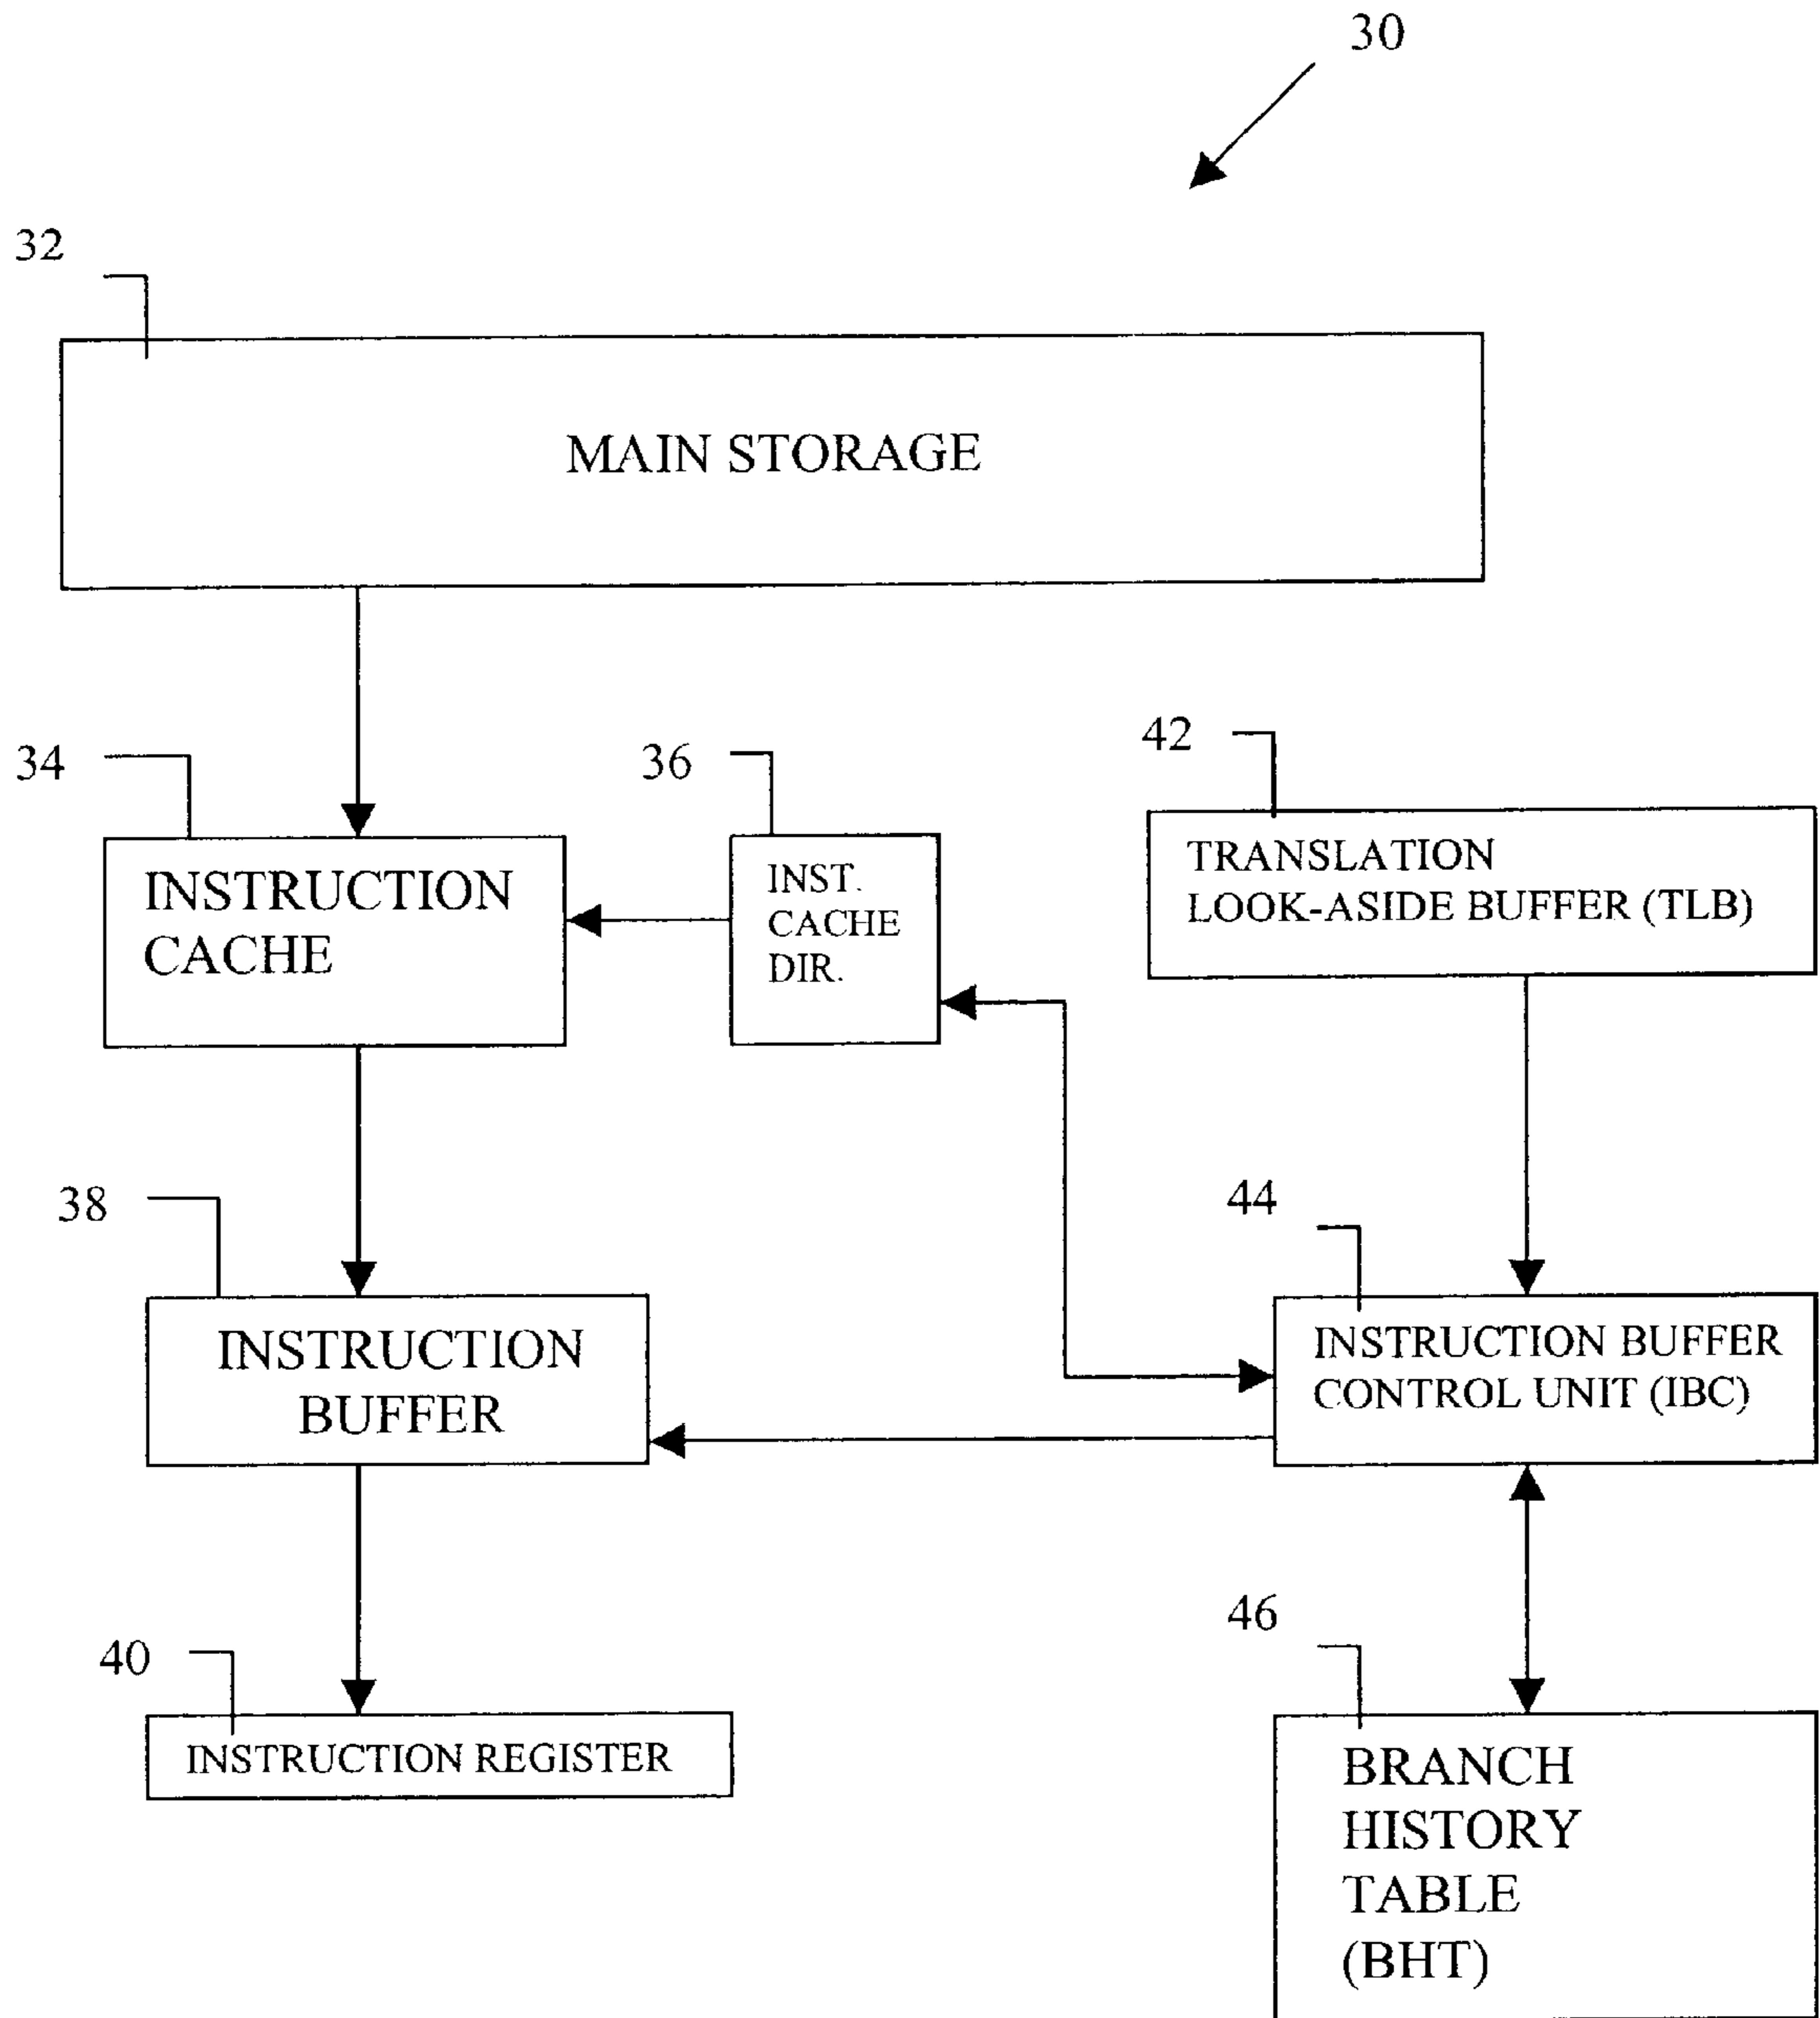 30
32
MAIN STORAGE
34
36
42
INSTRUCTION
CACHE
INST.
CACHE
DIR.
TRANSLATION
LOOK-ASIDE BUFFER (TLB)
38
44
INSTRUCTION
BUFFER
INSTRUCTION BUFFER
CONTROL UNIT (IBC)
40
46
INSTRUCTION REGISTER
BRANCH
HISTORY
TABLE
(BHT)